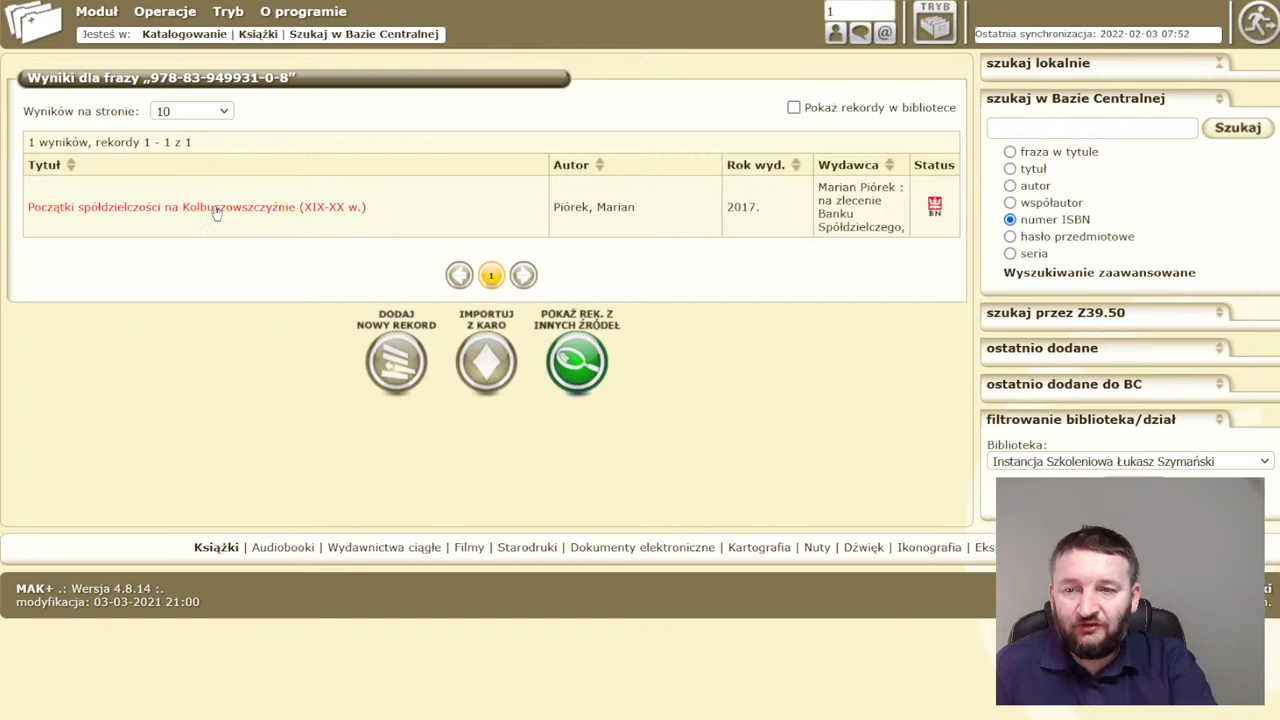 Moduł Operacje Tryb O programie
1
TRYB
Jesteś w: Katalogowanie | Książki | Szukaj w Bazie Centralnej
@
Ostatnia synchronizacja: 2022-02-03 07:52
Wyniki dla frazy „978-83-949931-0-8”
Wyników na stronie: 10
Pokaż rekordy w bibliotece
1 wyników, rekordy 1 - 1 z 1
Tytuł Autor Rok wyd. Wydawca Status
Początki spółdzielczości na Kolbuszowszczyźnie (XIX-XX w.) Piórek, Marian 2017.
Marian Piórek :
na zlecenie
Banku
Spółdzielczego,
BN
1
DODAJ
NOWY REKORD
IMPORTUJ
Z KARO
POKAŻ REK. Z
INNYCH ŹRÓDEŁ
szukaj lokalnie
szukaj w Bazie Centralnej
Szukaj
fraza w tytule
tytuł
autor
współautor
numer ISBN
hasło przedmiotowe
seria
Wyszukiwanie zaawansowane
szukaj przez Z39.50
ostatnio dodane
ostatnio dodane do BC
filtrowanie biblioteka/dział
Biblioteka:
Instancja Szkoleniowa Łukasz Szymański
Książki | Audiobooki | Wydawnictwa ciągłe | Filmy | Starodruki | Dokumenty elektroniczne | Kartografia | Nuty | Dźwięk | Ikonografia | Eks
MAK+ .: Wersja 4.8.14 :.
modyfikacja: 03-03-2021 21:00